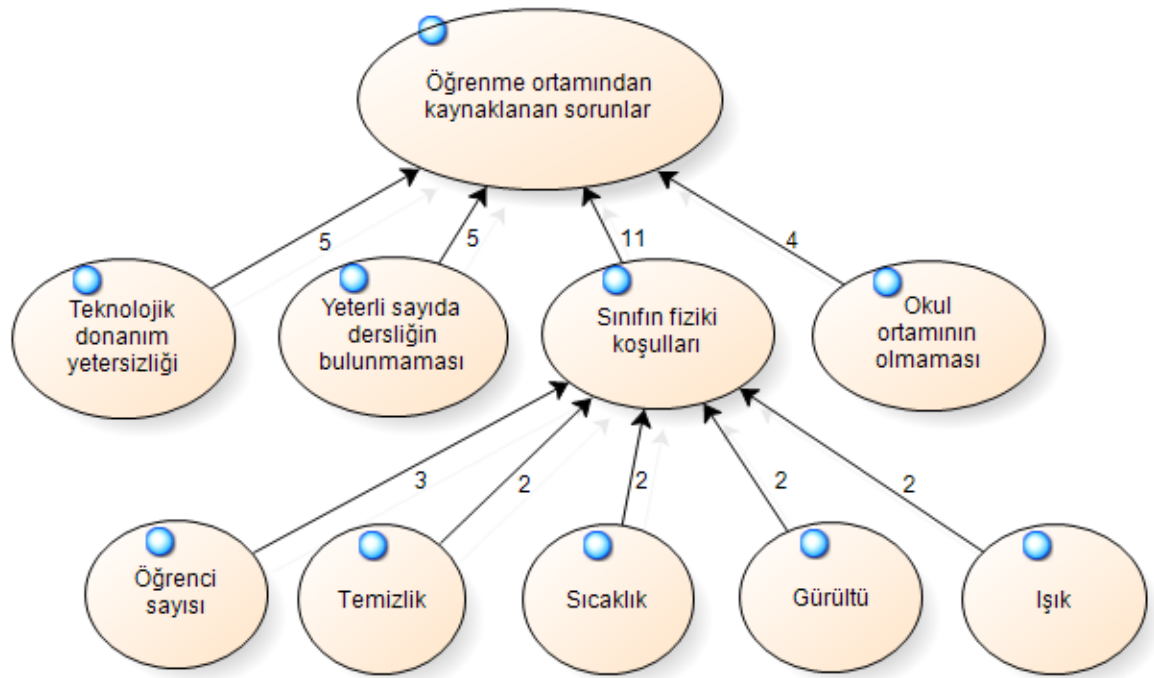 Öğrenme ortamından
kaynaklanan sorunlar
5
5
11
4
Teknolojik
donanım
yetersizliği
Yeterli sayıda
dersliğin
bulunmaması
Sınıfın fiziki
koşulları
Okul
ortamının
olmaması
3
2
2
2
2
Öğrenci
sayısı
Temizlik
Sıcaklık
Gürültü
Işık